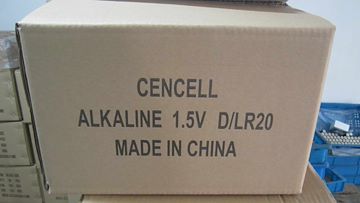 CENCELL
ALKALINE 1.5V D/LR20
MADE IN CHINA